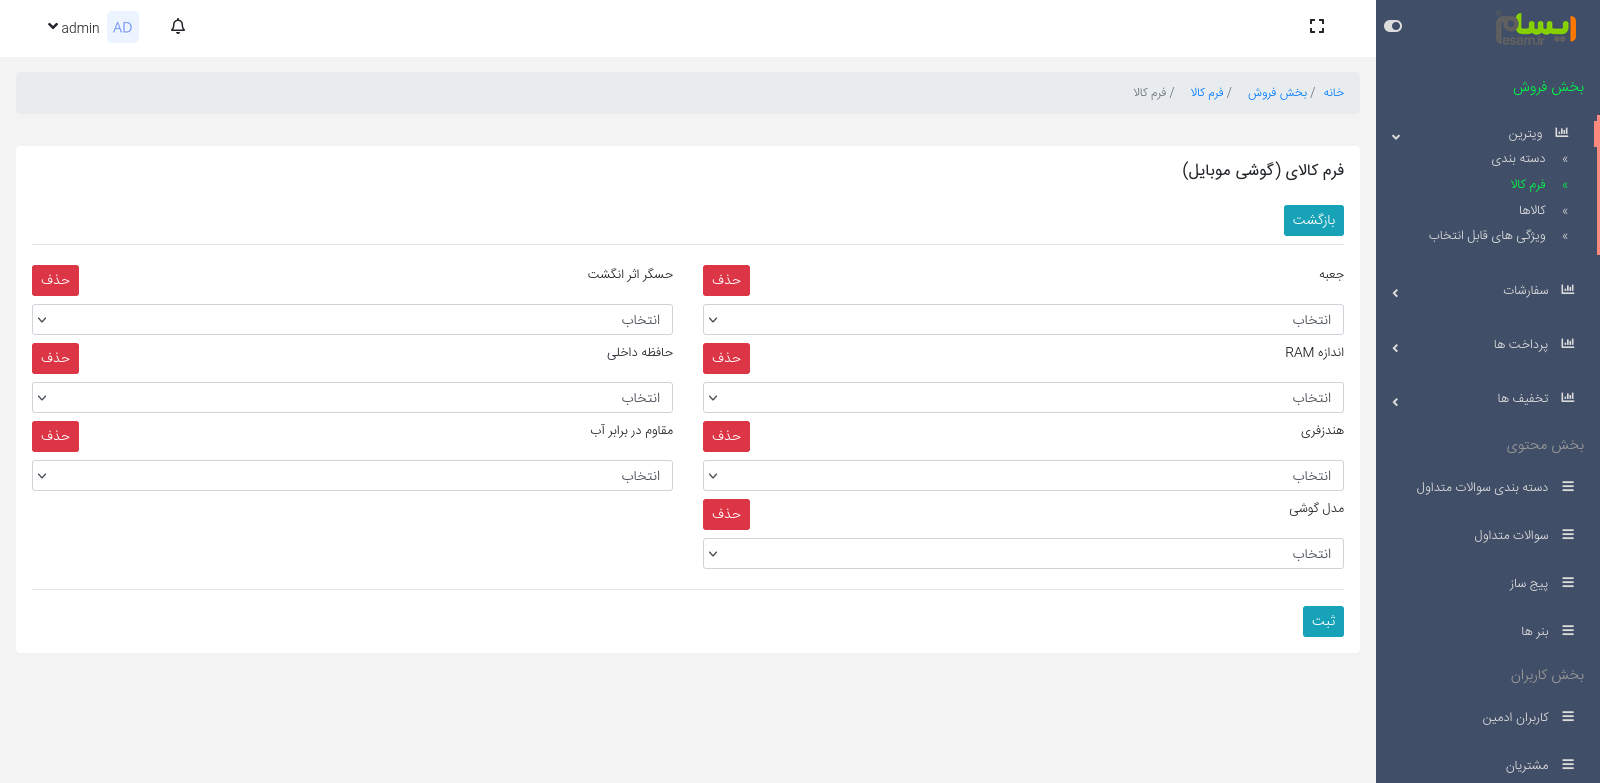 ایسام
esam.ir
بخش فروش
ویترین
» دسته بندی
» فرم کالا
» کالاها
» ویژگی های قابل انتخاب
سفارشات
پرداخت ها
تخفیف ها
بخش محتوی
دسته بندی سوالات متداول
سوالات متداول
پیج ساز
بنر ها
بخش کاربران
کاربران ادمین
مشتریان
AD admin
خانه / بخش فروش / فرم کالا / فرم کالا
فرم کالای (گوشی موبایل)
بازگشت
جعبه حذف
انتخاب
حسگر اثر انگشت حذف
انتخاب
اندازه RAM حذف
انتخاب
حافظه داخلی حذف
انتخاب
هندزفری حذف
انتخاب
مقاوم در برابر آب حذف
انتخاب
مدل گوشی حذف
انتخاب
ثبت